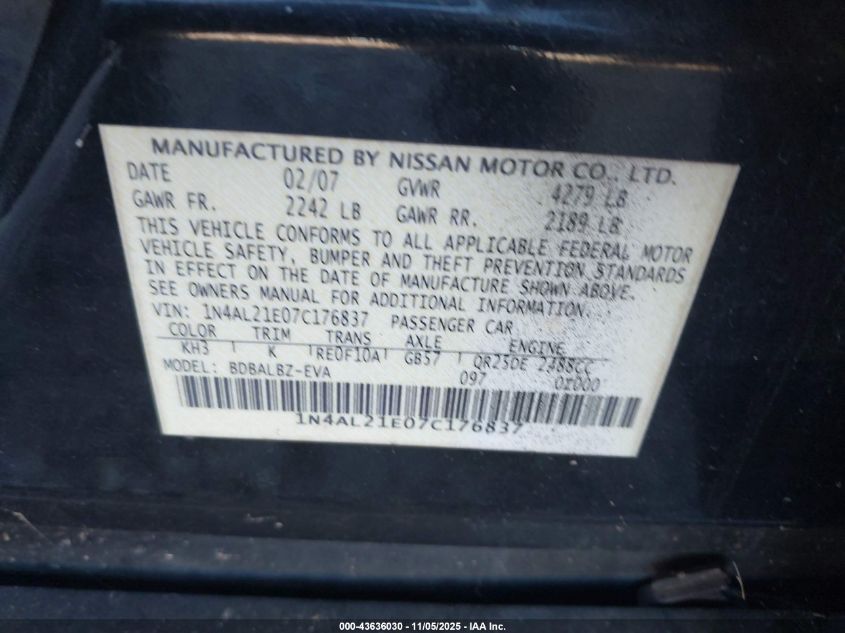 MANUFACTURED BY NISSAN MOTOR CO., LTD.
DATE 02/07 GVWR 4279 LB
GAWR FR. 2242 LB GAWR RR. 2189 LB
THIS VEHICLE CONFORMS TO ALL APPLICABLE FEDERAL MOTOR
VEHICLE SAFETY, BUMPER AND THEFT PREVENTION STANDARDS
IN EFFECT ON THE DATE OF MANUFACTURE SHOWN ABOVE.
SEE OWNERS MANUAL FOR ADDITIONAL INFORMATION.
VIN: 1N4AL21E07C176837 PASSENGER CAR
COLOR TRIM TRANS AXLE ENGINE
KH3 K RE0F10A GB57 QR25DE 2488CC
MODEL: BDBALBZ-EVA 097 0I000
1N4AL21E07C176837
000-43636030 - 11/05/2025 - IAA Inc.